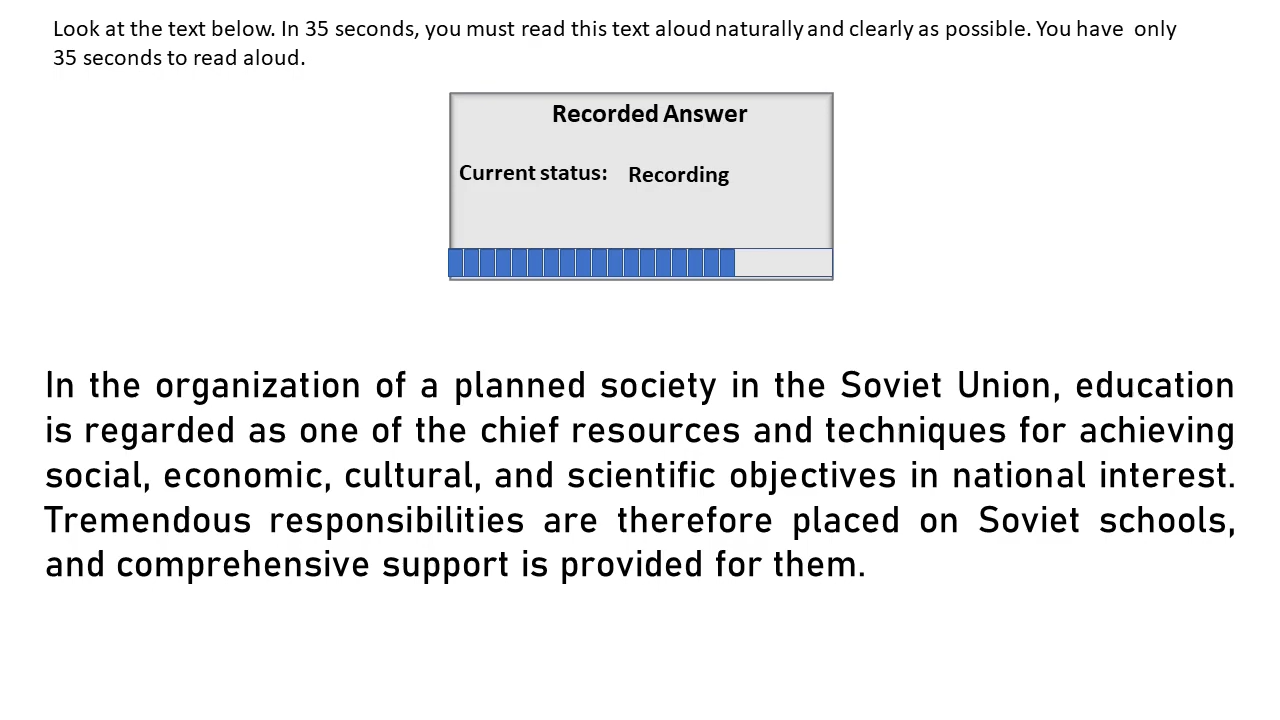 Look at the text below. In 35 seconds, you must read this text aloud naturally and clearly as possible. You have only
35 seconds to read aloud.
Recorded Answer
Current status: Recording
In the organization of a planned society in the Soviet Union, education
is regarded as one of the chief resources and techniques for achieving
social, economic, cultural, and scientific objectives in national interest.
Tremendous responsibilities are therefore placed on Soviet schools,
and comprehensive support is provided for them.